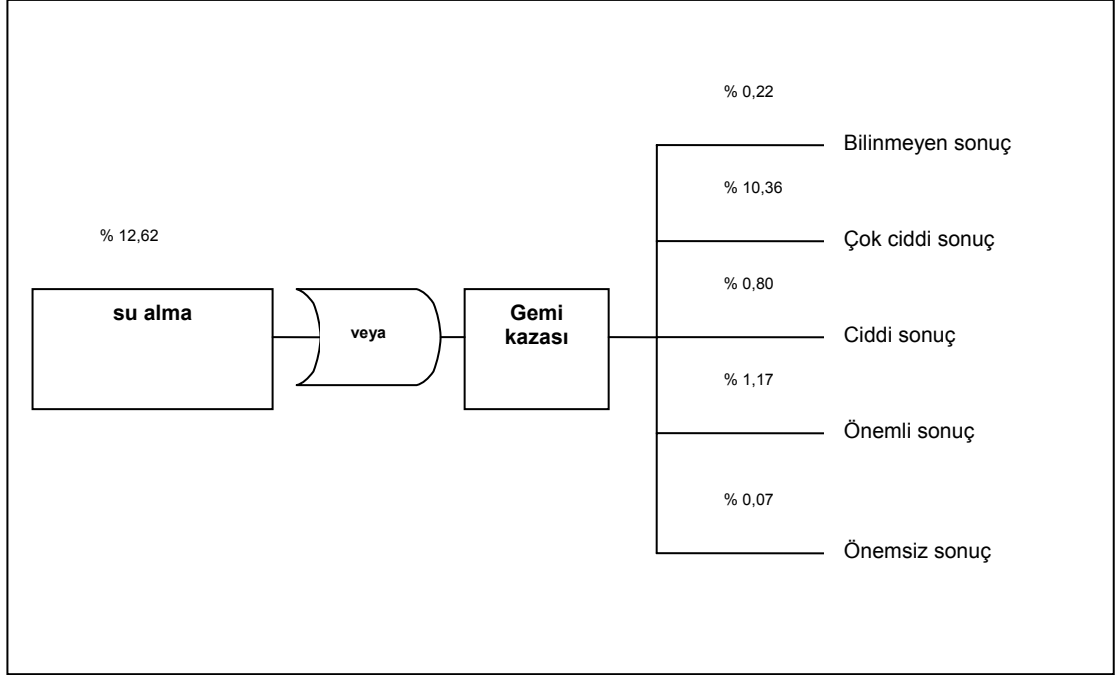 % 0,22
Bilinmeyen sonuç
% 10,36
% 12,62
Çok ciddi sonuç
% 0,80
su alma
veya
Gemi
kazası
Ciddi sonuç
% 1,17
Önemli sonuç
% 0,07
Önemsiz sonuç